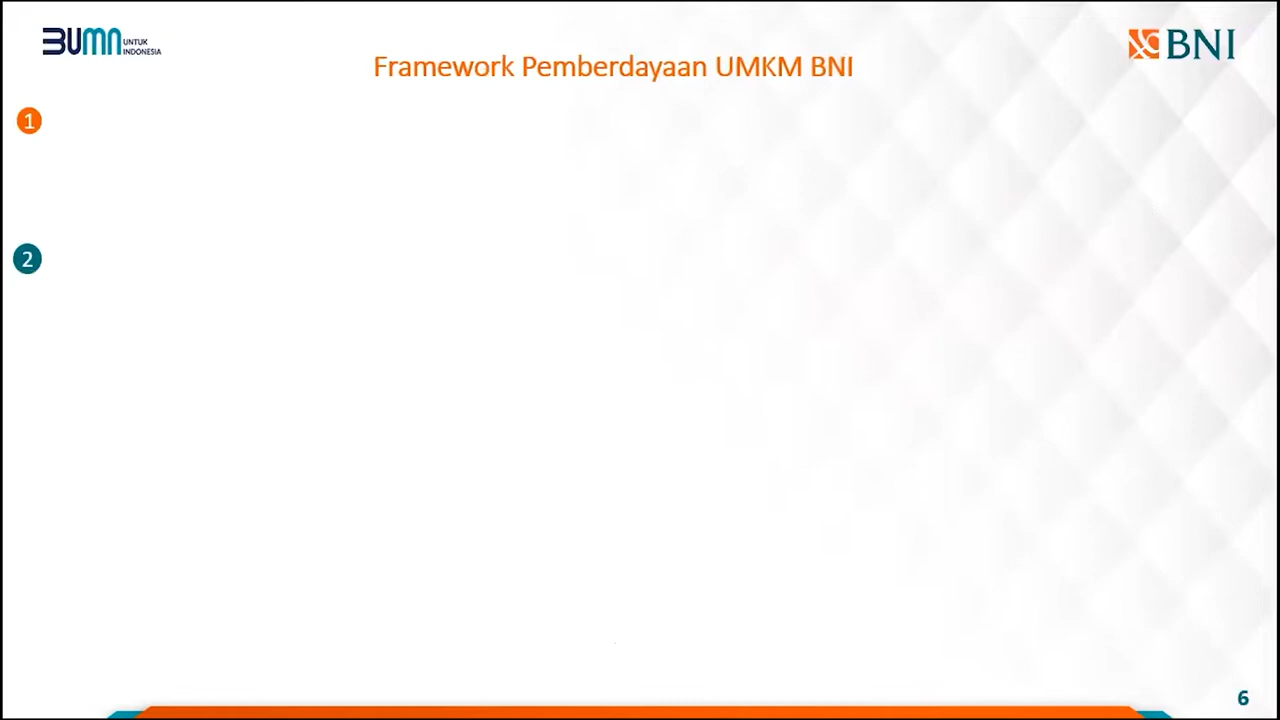 BUMN UNTUK
INDONESIA
BNI
Framework Pemberdayaan UMKM BNI
1
2
6